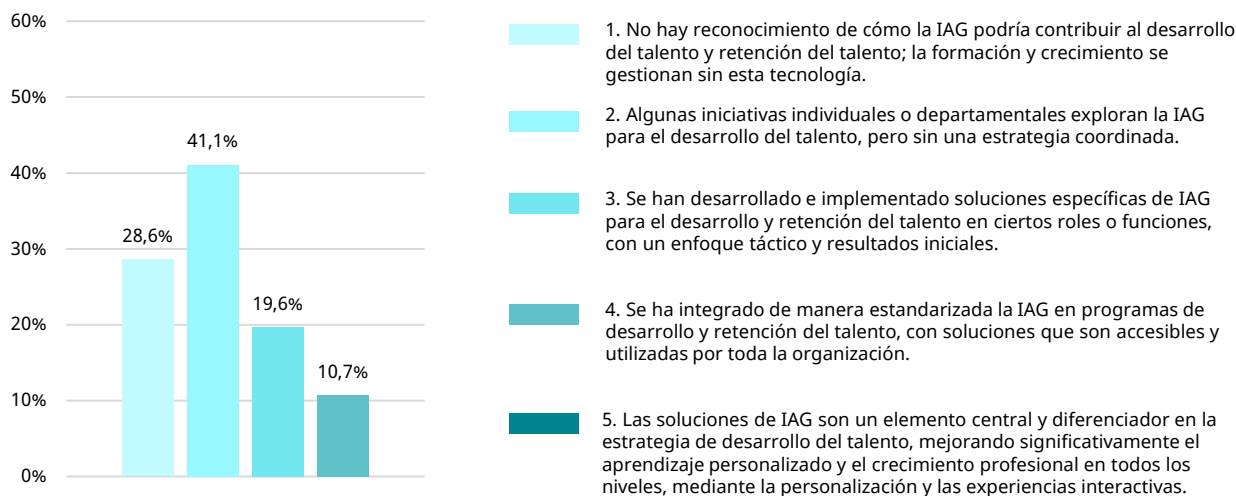 60%
50%
40%
30%
20%
10%
0%
28,6%
41,1%
19,6%
10,7%
1. No hay reconocimiento de cómo la IAG podría contribuir al desarrollo
del talento y retención del talento; la formación y crecimiento se
gestionan sin esta tecnología.
2. Algunas iniciativas individuales o departamentales exploran la IAG
para el desarrollo del talento, pero sin una estrategia coordinada.
3. Se han desarrollado e implementado soluciones específicas de IAG
para el desarrollo y retención del talento en ciertos roles o funciones,
con un enfoque táctico y resultados iniciales.
4. Se ha integrado de manera estandarizada la IAG en programas de
desarrollo y retención del talento, con soluciones que son accesibles y
utilizadas por toda la organización.
5. Las soluciones de IAG son un elemento central y diferenciador en la
estrategia de desarrollo del talento, mejorando significativamente el
aprendizaje personalizado y el crecimiento profesional en todos los
niveles, mediante la personalización y las experiencias interactivas.